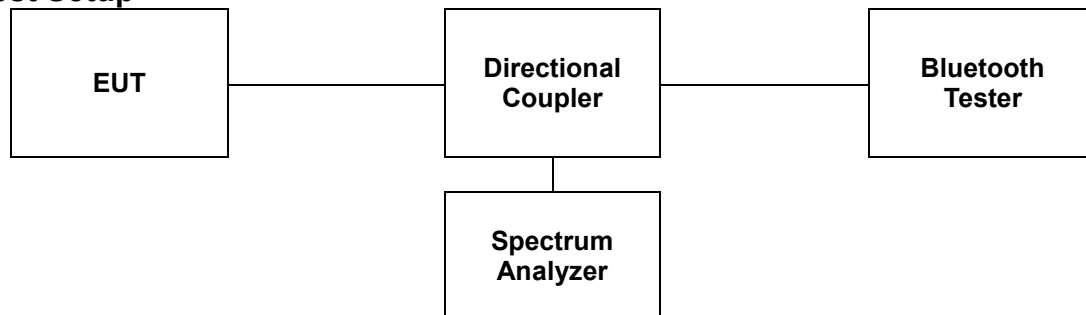 EUT
Directional
Coupler
Bluetooth
Tester
Spectrum
Analyzer